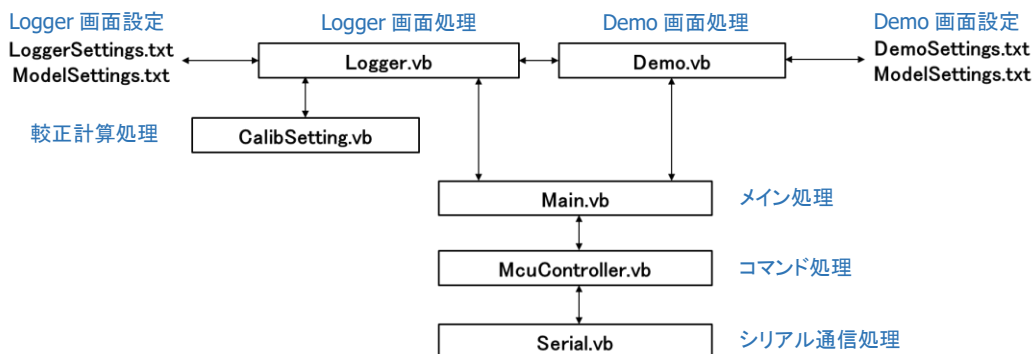 Logger 画面設定
LoggerSettings.txt
ModelSettings.txt
Logger 画面処理
Logger.vb
Demo 画面処理
Demo.vb
Demo 画面設定
DemoSettings.txt
ModelSettings.txt
較正計算処理
CalibSetting.vb
Main.vb
メイン処理
McuController.vb
コマンド処理
Serial.vb
シリアル通信処理